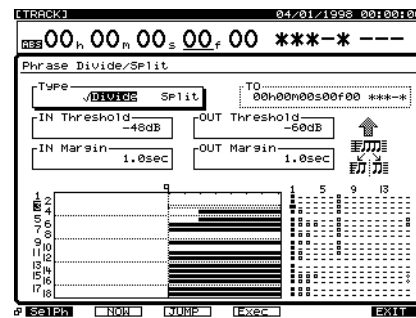 [TRACK] 04/01/1998 00:00:00
ABS 00h 00m 00s 00f 00 ***-* ---
Phrase Divide/Split
Type
√Divide Split
TO
00h00m00s00f00 ***-*
IN Threshold
-48dB
OUT Threshold
-60dB
IN Margin
1.0sec
OUT Margin
1.0sec
9
1 5 9 13
1
2
4
5
6
7
8
9
10
11
12
13
14
15
16
17
18
SelPh NOW JUMP Exec EXIT